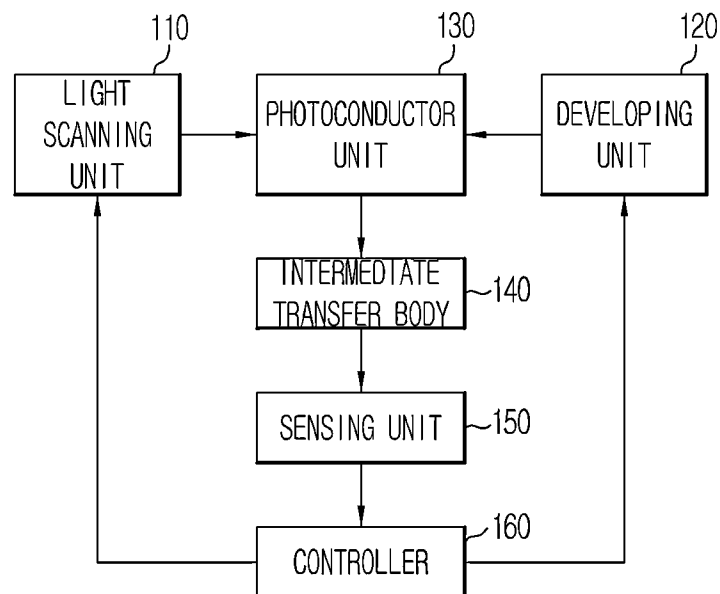 110
130
120
LIGHT
SCANNING
UNIT
PHOTOCONDUCTOR
UNIT
DEVELOPING
UNIT
INTERMEDIATE
TRANSFER BODY
140
SENSING UNIT
150
CONTROLLER
160